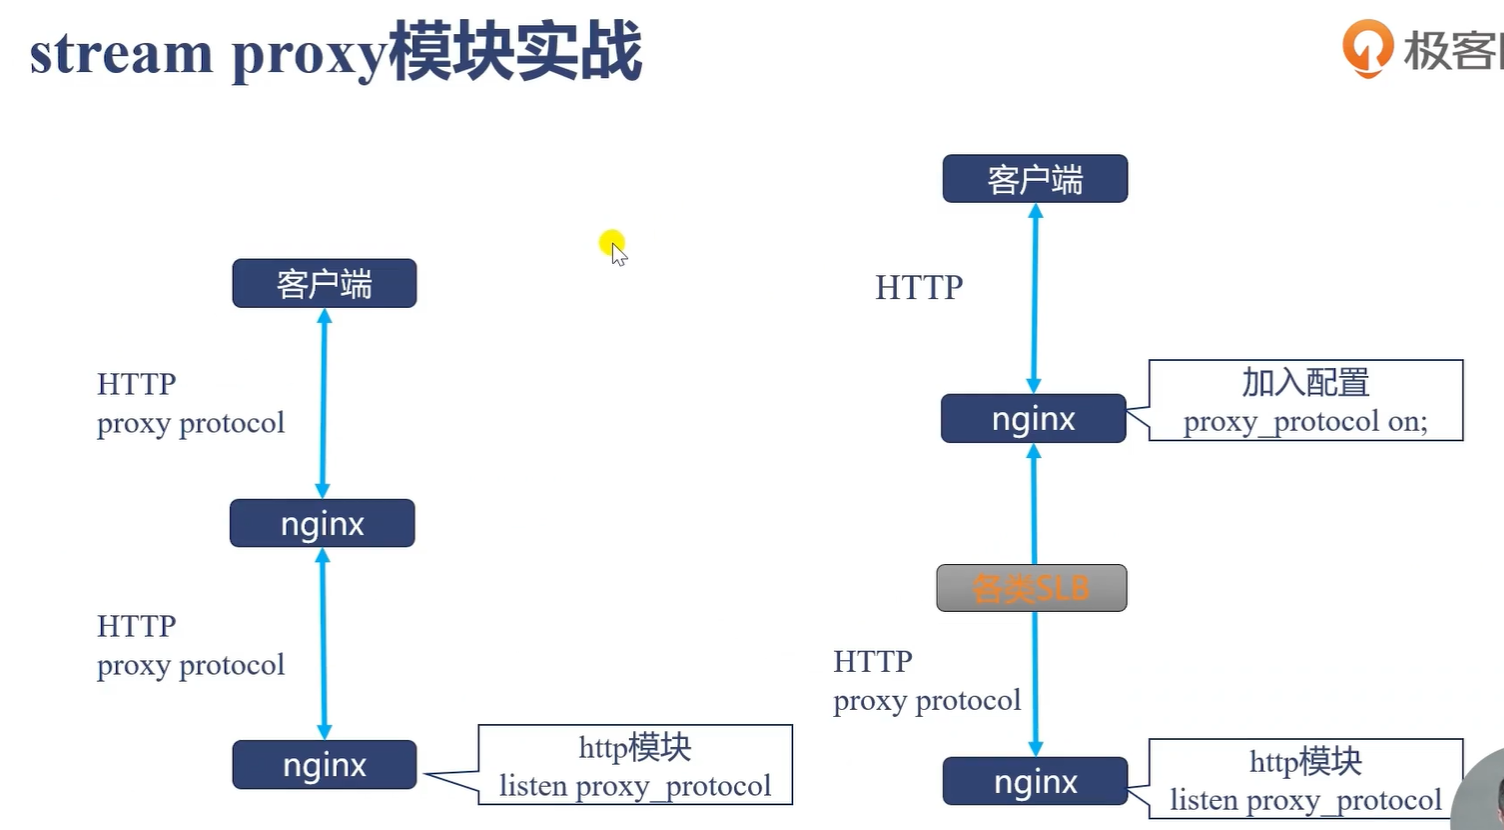 stream proxy模块实战
极客
客户端
HTTP
proxy protocol
nginx
HTTP
proxy protocol
nginx
http模块
listen proxy_protocol
客户端
HTTP
nginx
加入配置
proxy_protocol on;
各类SLB
HTTP
proxy protocol
nginx
http模块
listen proxy_protocol